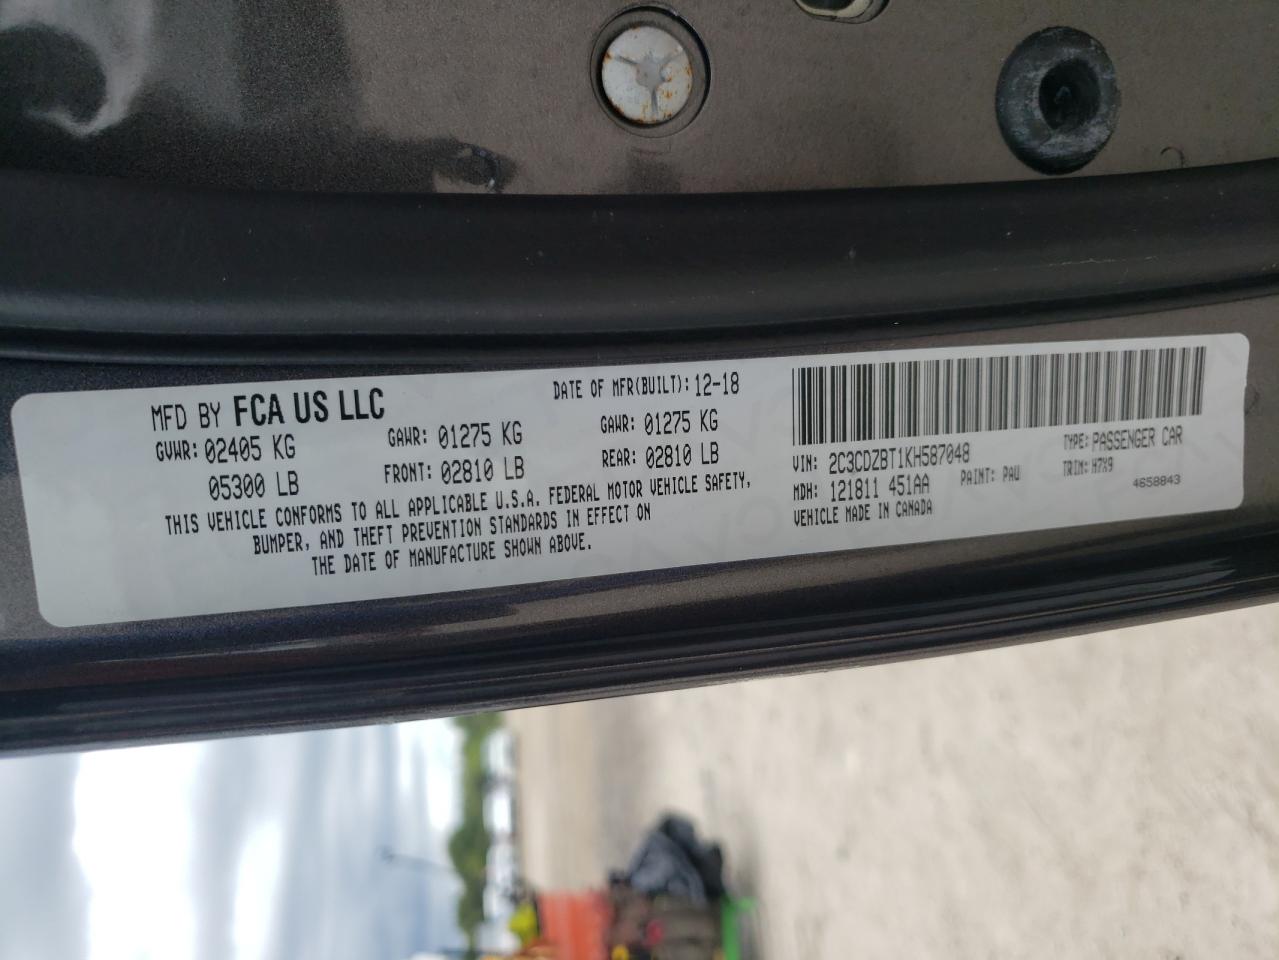 MFD BY FCA US LLC DATE OF MFR(BUILT): 12-18
GVWR: 02405 KG GAWR: 01275 KG GAWR: 01275 KG
05300 LB FRONT: 02810 LB REAR: 02810 LB
THIS VEHICLE CONFORMS TO ALL APPLICABLE U.S.A. FEDERAL MOTOR VEHICLE SAFETY,
BUMPER, AND THEFT PREVENTION STANDARDS IN EFFECT ON
THE DATE OF MANUFACTURE SHOWN ABOVE.
VIN: 2C3CDZBT1KH587048 TYPE: PASSENGER CAR
MDH: 121811 451AA PAINT: PAU TRIM: H7X9
VEHICLE MADE IN CANADA 4658843